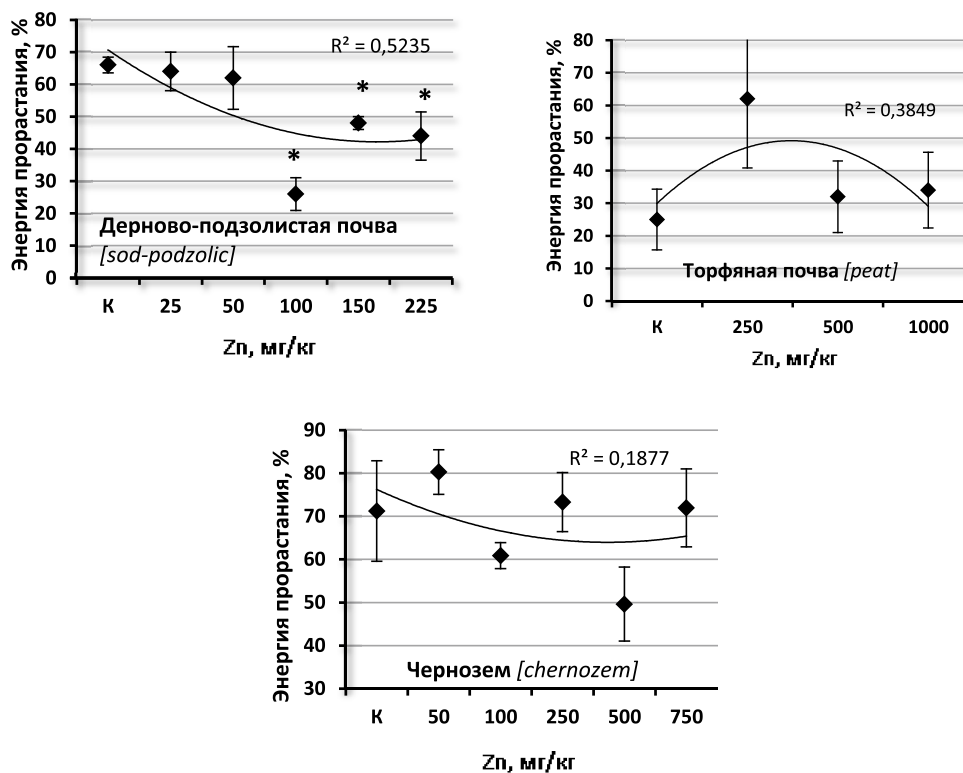 Энергия прорастания, %
80
70
60
50
40
30
20
10
0
R² = 0,5235
*
*
*
Дерново-подзолистая почва
[sod-podzolic]
К 25 50 100 150 225
Zn, мг/кг
Энергия прорастания, %
80
70
60
50
40
30
20
10
0
R² = 0,3849
Торфяная почва [peat]
К 250 500 1000
Zn, мг/кг
Энергия прорастания, %
90
80
70
60
50
40
30
R² = 0,1877
Чернозем [chernozem]
К 50 100 250 500 750
Zn, мг/кг